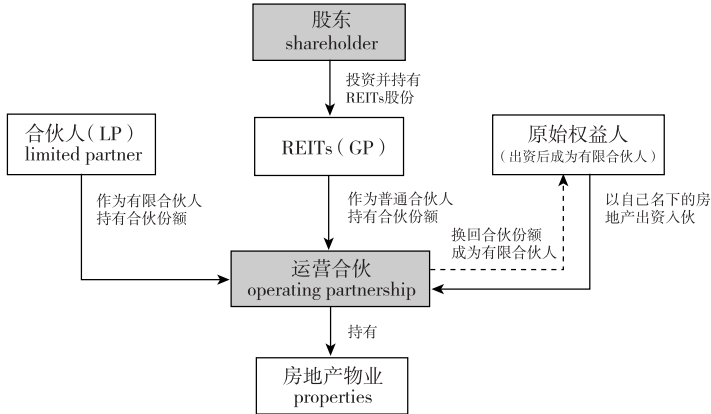 股东
shareholder
投资并持有
REITs股份
合伙人（LP）
limited partner
REITs（GP）
原始权益人
（出资后成为有限合伙人）
作为有限合伙人
持有合伙份额
作为普通合伙人
持有合伙份额
以自己名下的房
地产出资入伙
换回合伙份额
成为有限合伙人
运营合伙
operating partnership
持有
房地产物业
properties